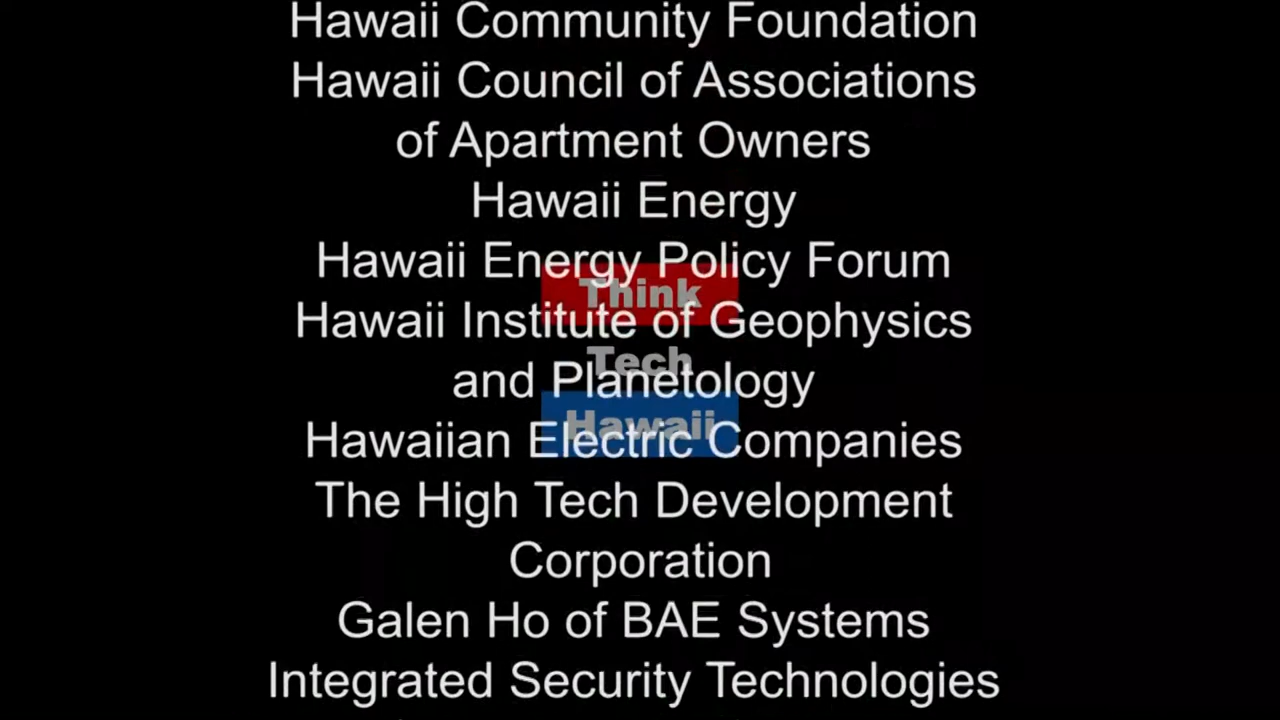 Hawaii Community Foundation
Hawaii Council of Associations
of Apartment Owners
Hawaii Energy
Hawaii Energy Policy Forum
Think
Hawaii Institute of Geophysics
Tech
and Planetology
Hawaii
Hawaiian Electric Companies
The High Tech Development
Corporation
Galen Ho of BAE Systems
Integrated Security Technologies